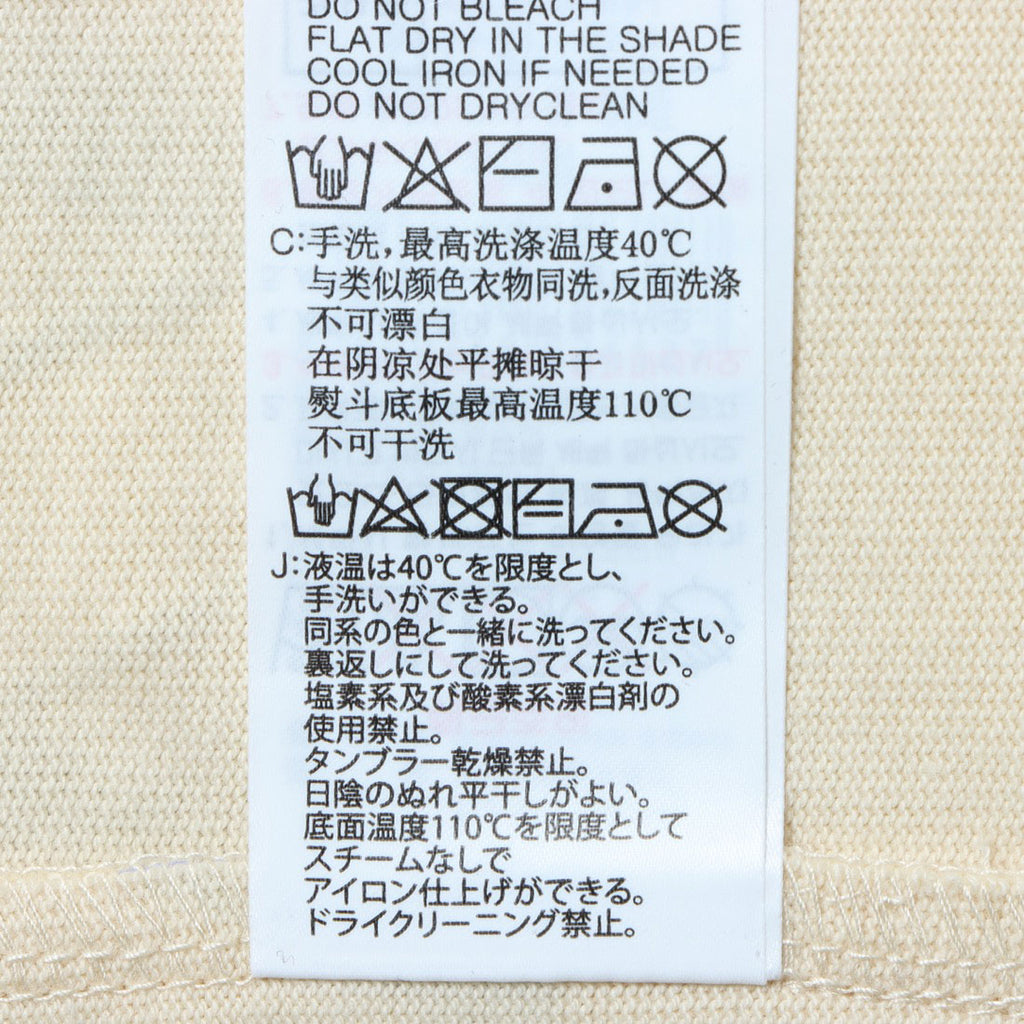 DO NOT BLEACH
FLAT DRY IN THE SHADE
COOL IRON IF NEEDED
DO NOT DRYCLEAN
C:手洗,最高洗涤温度40℃
与类似颜色衣物同洗,反面洗涤
不可漂白
在阴凉处平摊晾干
熨斗底板最高温度110℃
不可干洗
J:液温は40℃を限度とし、
手洗いができる。
同系の色と一緒に洗ってください。
裏返しにして洗ってください。
塩素系及び酸素系漂白剤の
使用禁止。
タンブラー乾燥禁止。
日陰のぬれ平干しがよい。
底面温度110℃を限度として
スチームなしで
アイロン仕上げができる。
ドライクリーニング禁止。